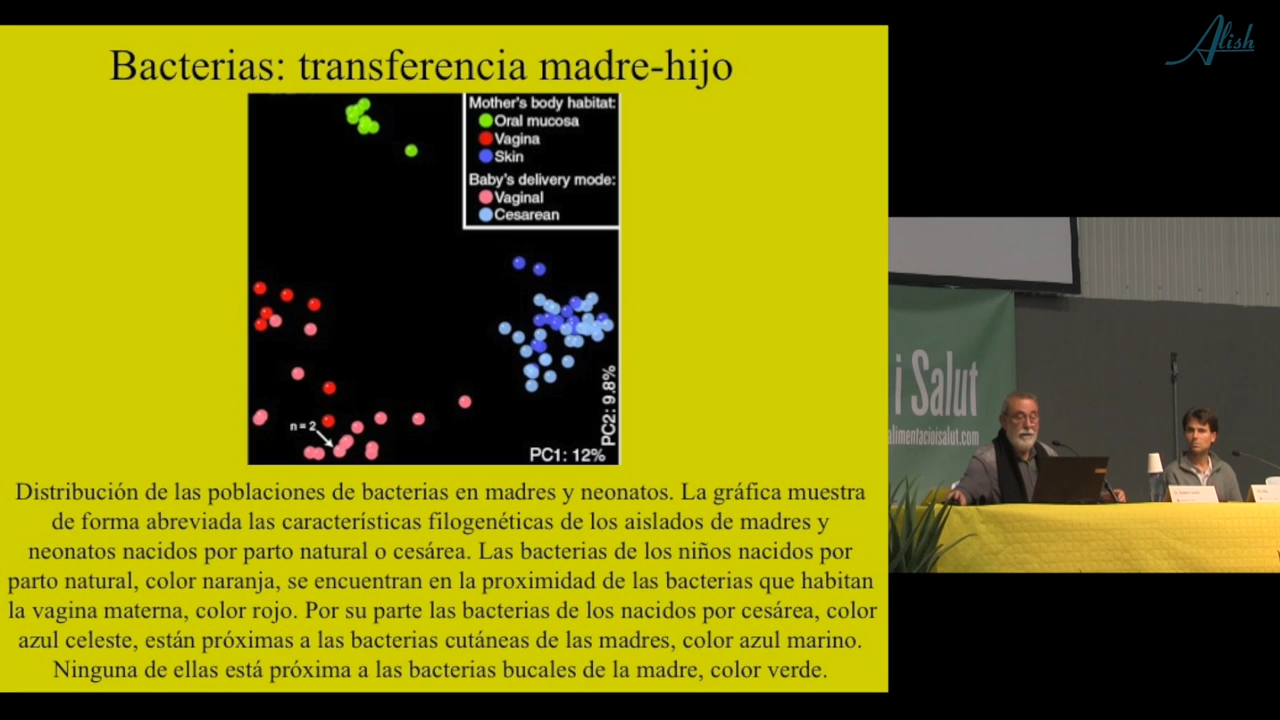 Bacterias: transferencia madre-hijo
Mother's body habitat:
Oral mucosa
Vagina
Skin
Baby's delivery mode:
Vaginal
Cesarean
n=2
PC1: 12%
PC2: 9.8%
Distribución de las poblaciones de bacterias en madres y neonatos. La gráfica muestra
de forma abreviada las características filogenéticas de los aislados de madres y
neonatos nacidos por parto natural o cesárea. Las bacterias de los niños nacidos por
parto natural, color naranja, se encuentran en la proximidad de las bacterias que habitan
la vagina materna, color rojo. Por su parte las bacterias de los nacidos por cesárea, color
azul celeste, están próximas a las bacterias cutáneas de las madres, color azul marino.
Ninguna de ellas está próxima a las bacterias bucales de la madre, color verde.
Alish
i Salut
alimentacioisalut.com